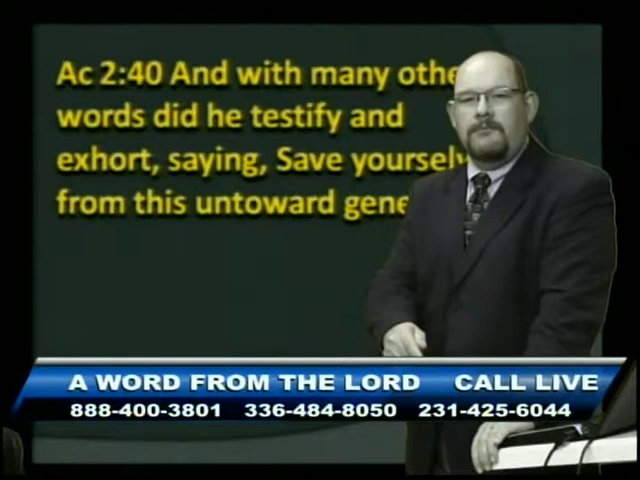 Ac 2:40 And with many othe
words did he testify and
exhort, saying, Save yoursel
from this untoward gene
A WORD FROM THE LORD CALL LIVE
888-400-3801 336-484-8050 231-425-6044